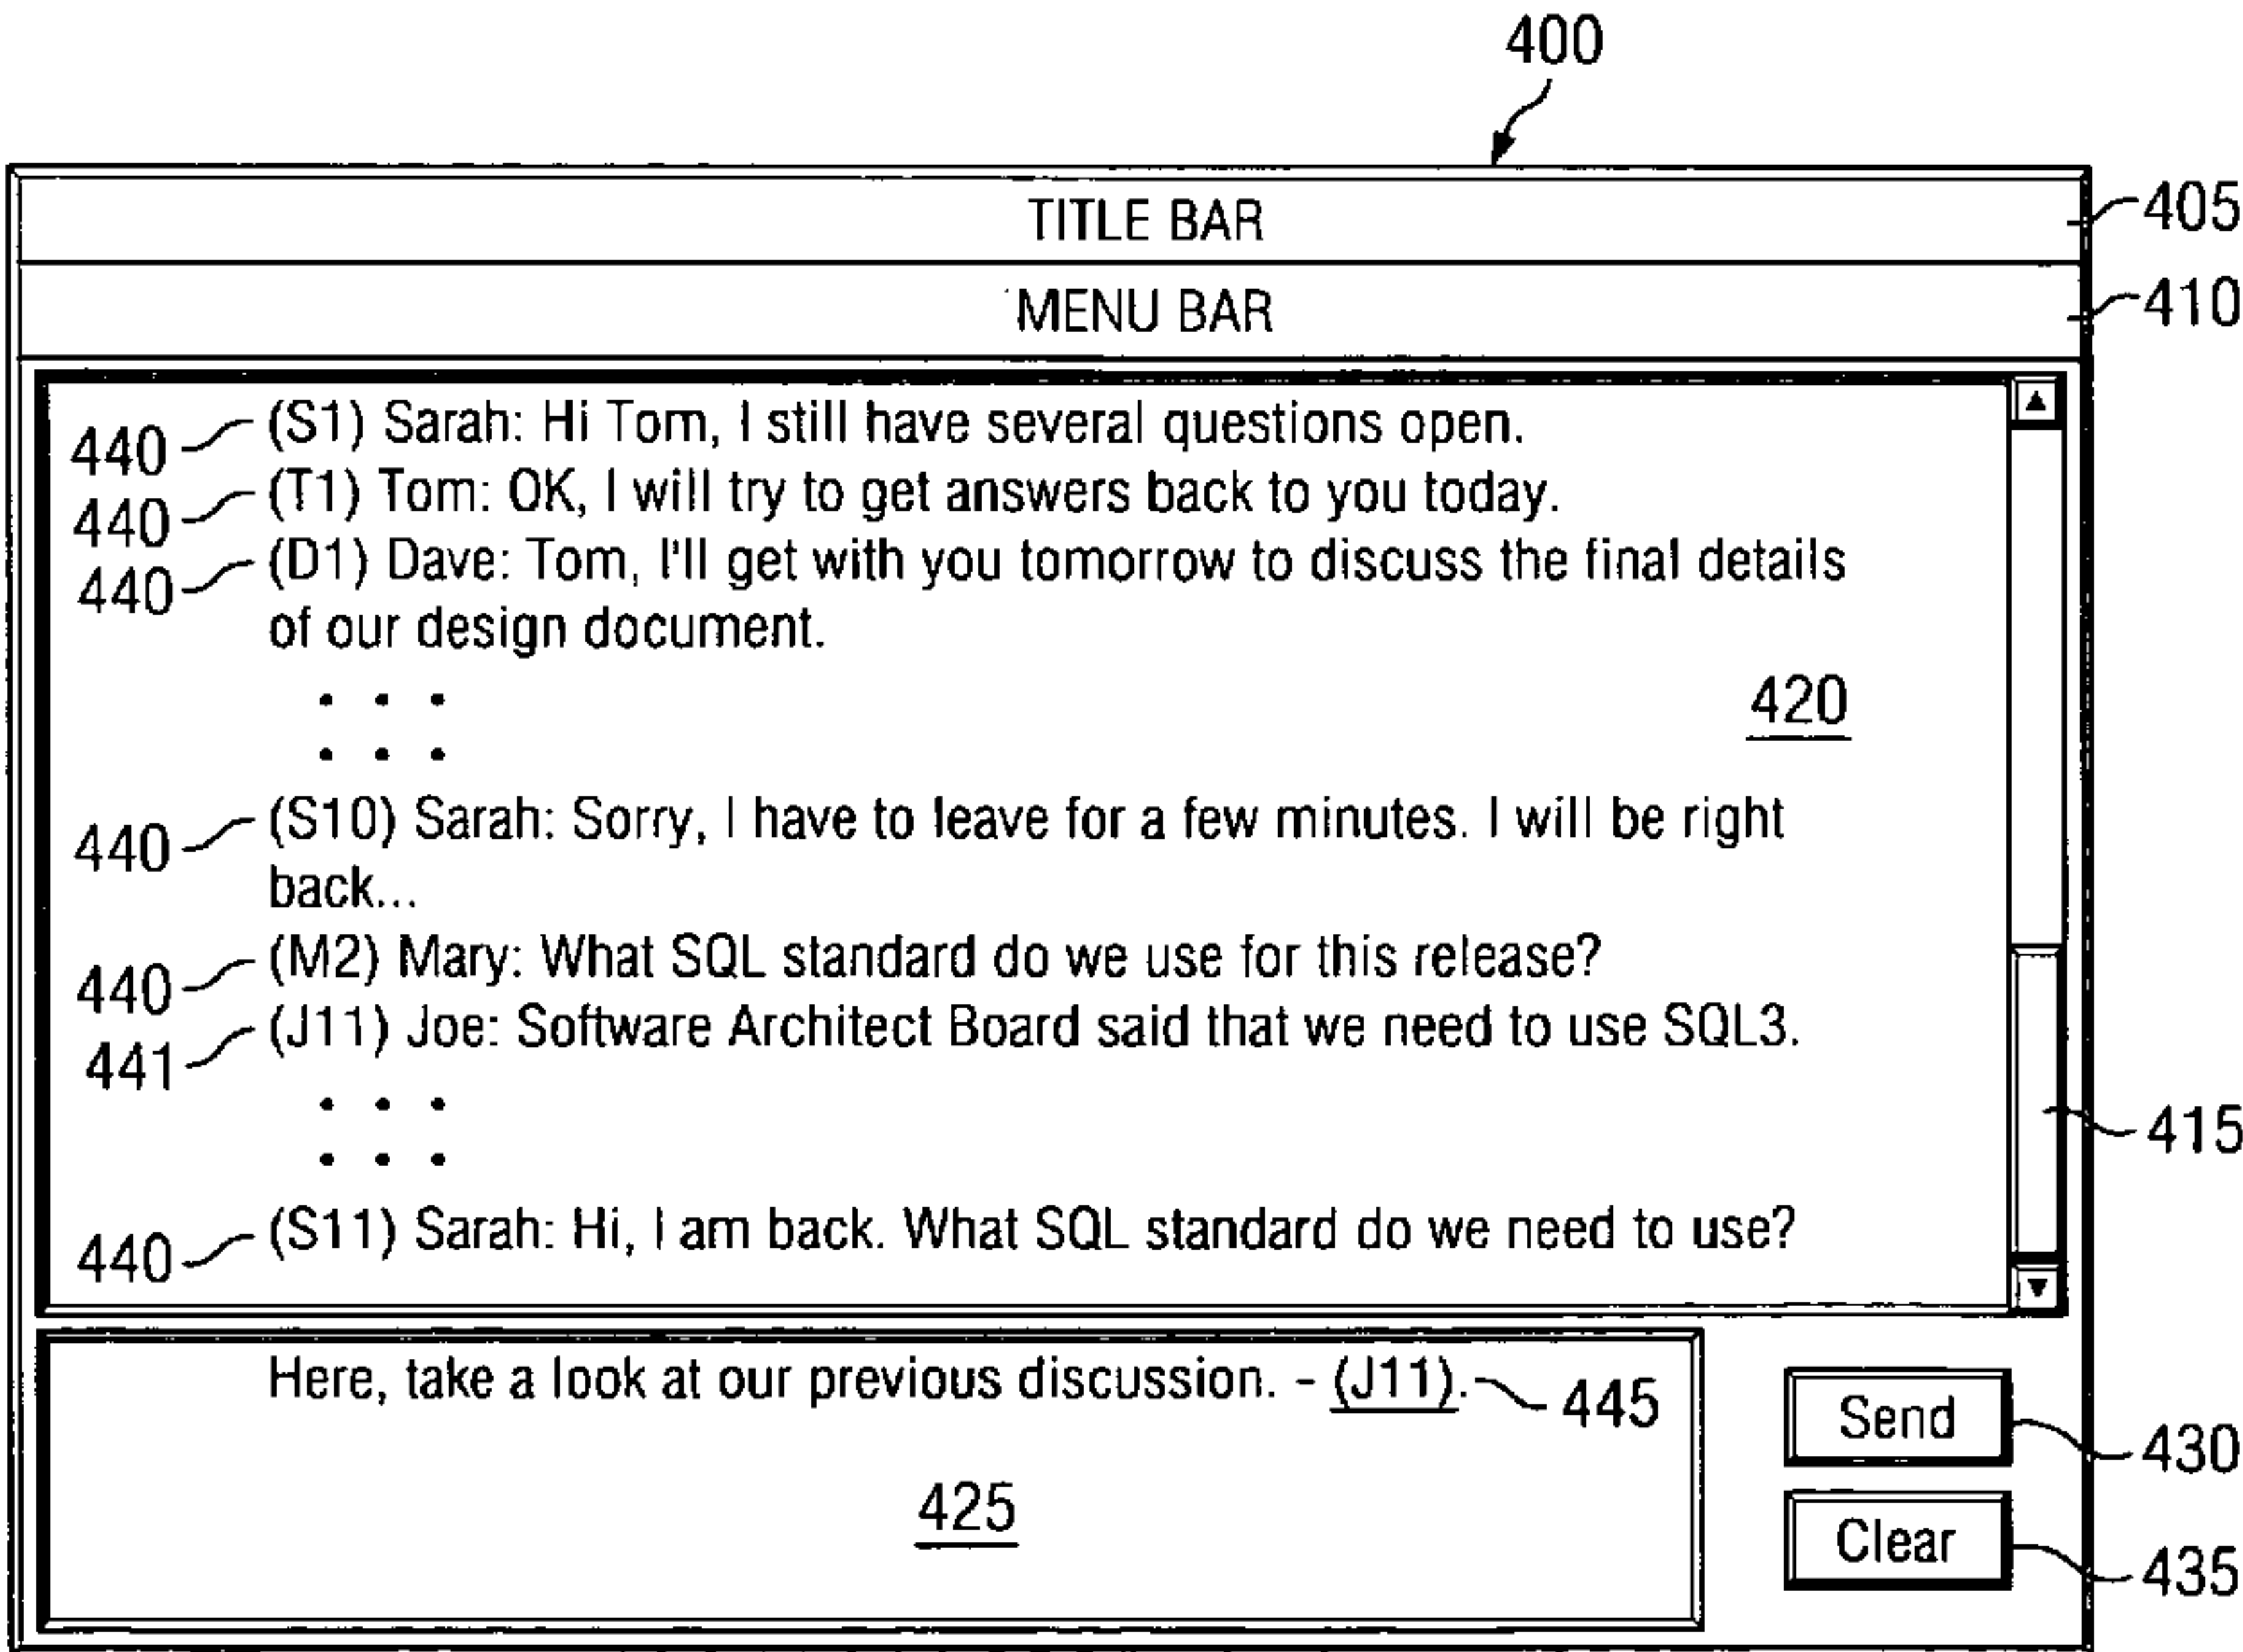 400
TITLE BAR 405
MENU BAR 410
440 (S1) Sarah: Hi Tom, I still have several questions open.
440 (T1) Tom: OK, I will try to get answers back to you today.
440 (D1) Dave: Tom, I'll get with you tomorrow to discuss the final details
of our design document.
. . .
420
. . .
440 (S10) Sarah: Sorry, I have to leave for a few minutes. I will be right
back...
440 (M2) Mary: What SQL standard do we use for this release?
441 (J11) Joe: Software Architect Board said that we need to use SQL3.
. . .
415
. . .
440 (S11) Sarah: Hi, I am back. What SQL standard do we need to use?
Here, take a look at our previous discussion. - (J11). 445
Send 430
425
Clear 435